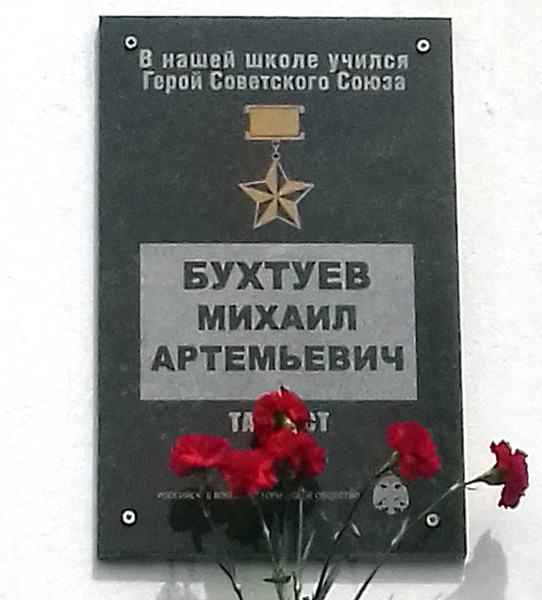 В нашей школе учился
Герой Советского Союза
БУХТУЕВ
МИХАИЛ
АРТЕМЬЕВИЧ